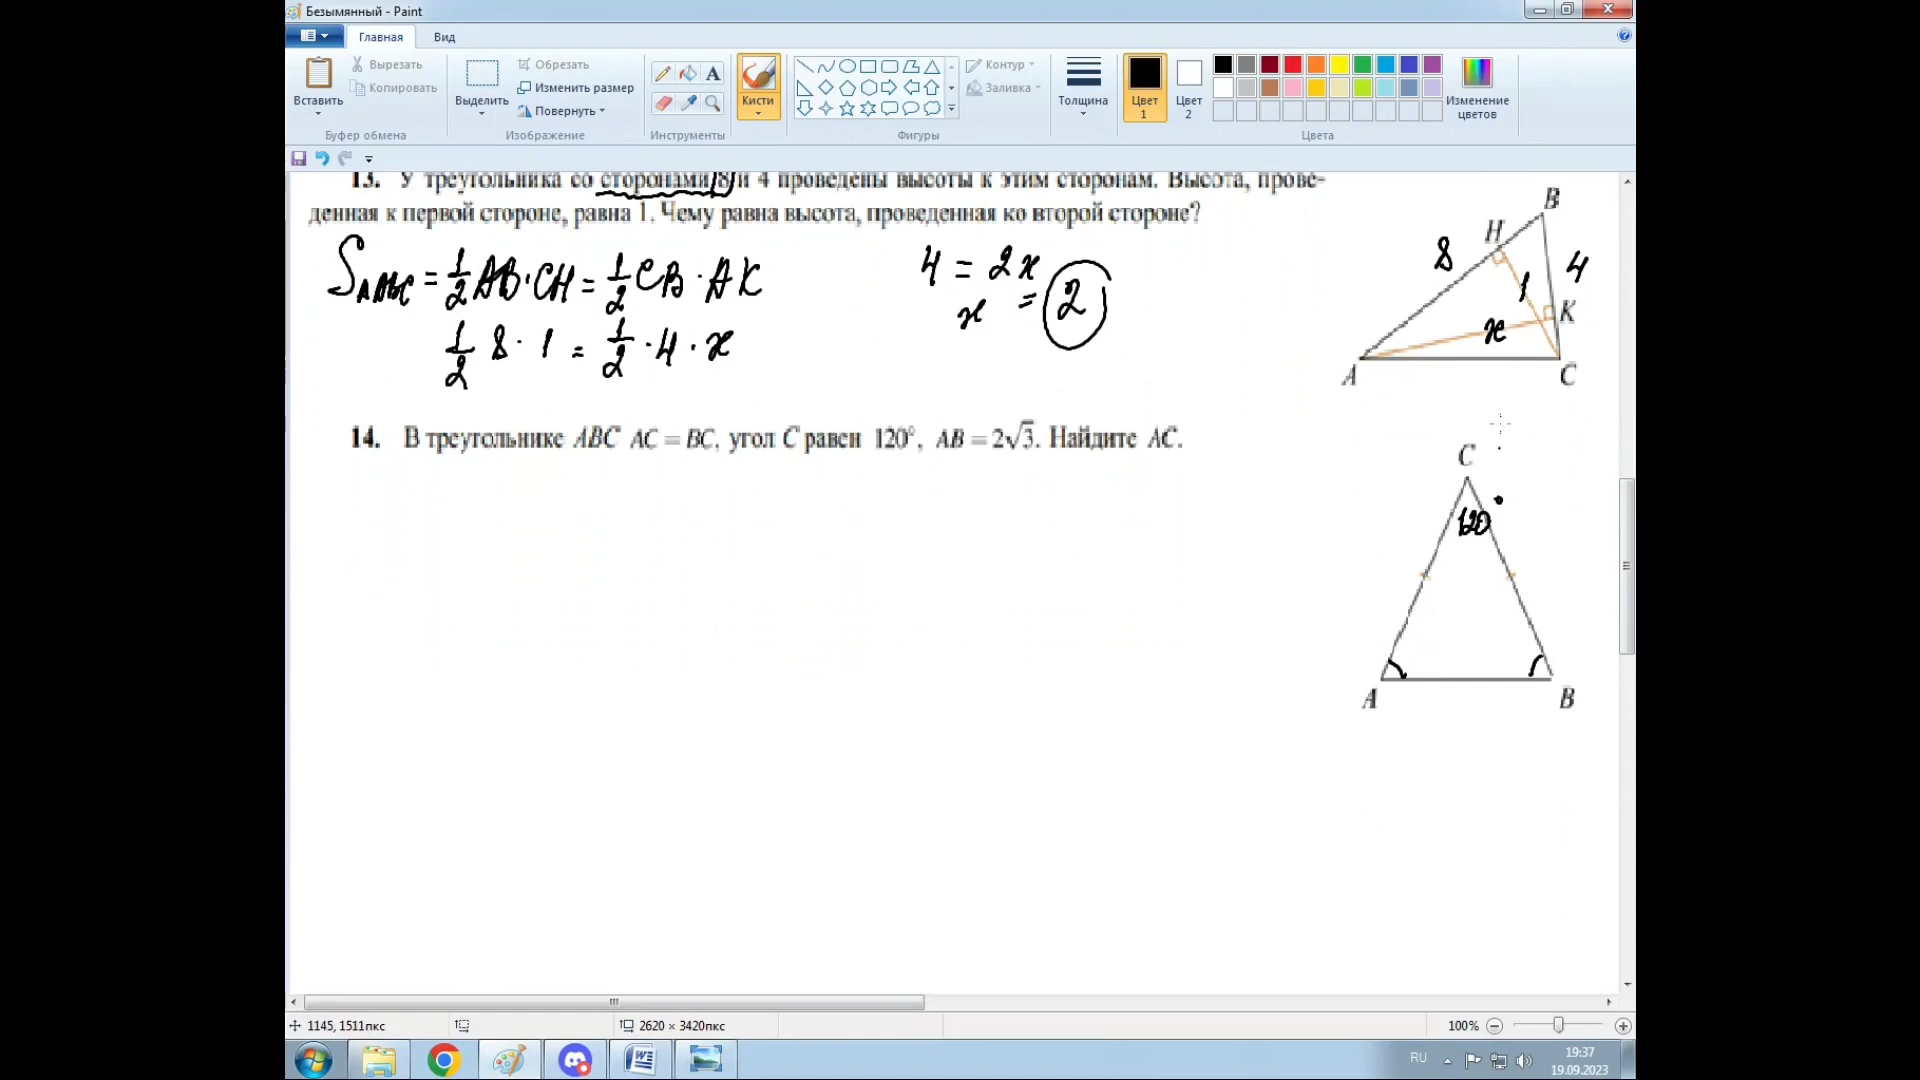 Безымянный - Paint
Главная Вид
Вставить
Вырезать
Копировать
Буфер обмена
Выделить
Обрезать
Изменить размер
Повернуть
Изображение
A
Инструменты
Кисти
Контур
Заливка
Фигуры
Толщина
Цвет 1
Цвет 2
Изменение цветов
Цвета
13. У треугольника со сторонами 8 и 4 проведены высоты к этим сторонам. Высота, прове-
денная к первой стороне, равна 1. Чему равна высота, проведенная ко второй стороне?
S ABC = 1/2 AB · CH = 1/2 CB · AK
1/2 8 · 1 = 1/2 · 4 · x
4 = 2x
x = 2
B
H
8
4
1
K
x
A
C
14. В треугольнике ABC AC = BC, угол C равен 120°, AB = 2√3. Найдите AC.
C
120°
A
B
1145, 1511пкс
2620 × 3420пкс
100%
RU
19:37
19.09.2023